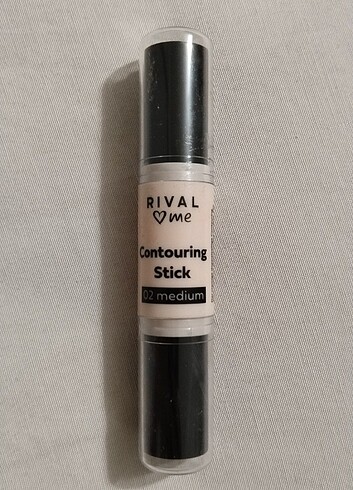 RIVAL
♡me
Contouring
Stick
02 medium